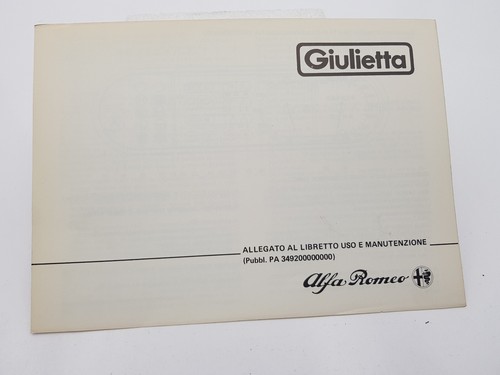 Giulietta
ALLEGATO AL LIBRETTO USO E MANUTENZIONE
(Pubbl. PA 349200000000)
Alfa Romeo